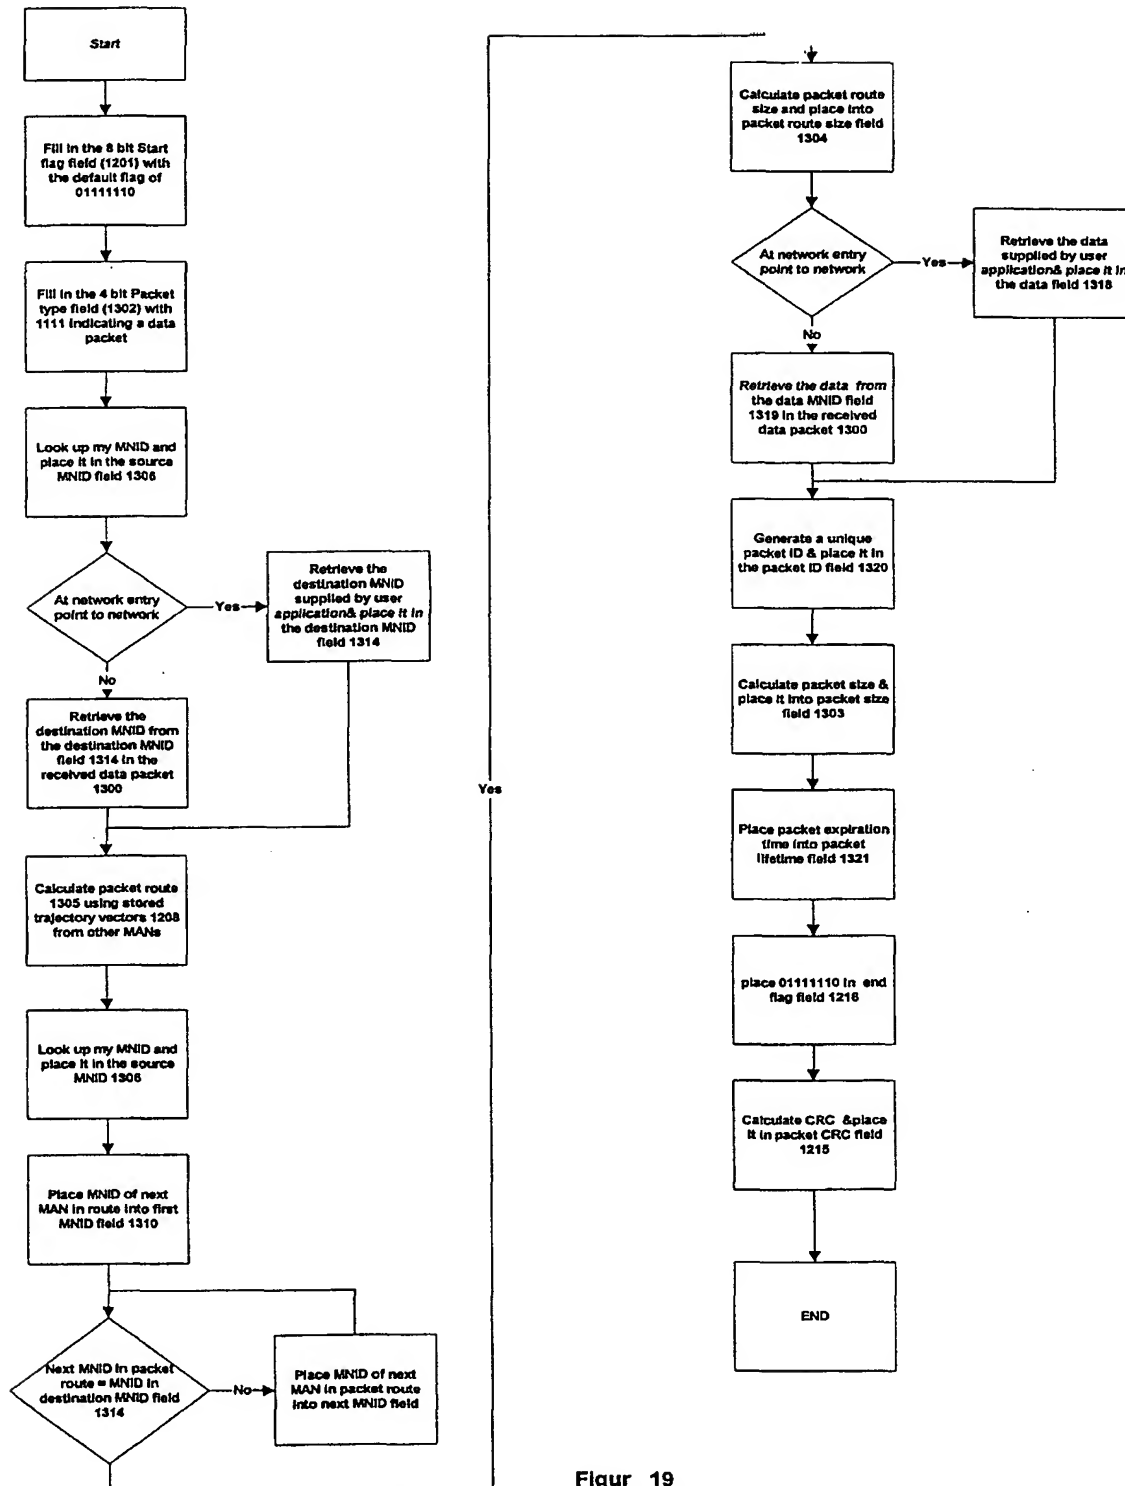 Start
Fill in the 8 bit Start
flag field (1201) with
the default flag of
01111110
Fill in the 4 bit Packet
type field (1302) with
1111 indicating a data
packet
Look up my MNID and
place it in the source
MNID field 1306
At network entry
point to network
Yes
Retrieve the
destination MNID
supplied by user
application& place it in
the destination MNID
field 1314
No
Retrieve the
destination MNID from
the destination MNID
field 1314 in the
received data packet
1300
Calculate packet route
1305 using stored
trajectory vectors 1208
from other MANs
Look up my MNID and
place it in the source
MNID 1306
Place MNID of next
MAN in route into first
MNID field 1310
Next MNID in packet
route = MNID in
destination MNID field
1314
No
Place MNID of next
MAN in packet route
into next MNID field
Yes
Calculate packet route
size and place into
packet route size field
1304
At network entry
point to network
Yes
Retrieve the data
supplied by user
application& place it in
the data field 1318
No
Retrieve the data from
the data MNID field
1319 in the received
data packet 1300
Generate a unique
packet ID & place it in
the packet ID field 1320
Calculate packet size &
place it into packet size
field 1303
Place packet expiration
time into packet
lifetime field 1321
place 01111110 in end
flag field 1216
Calculate CRC &place
it in packet CRC field
1215
END
Figur 19